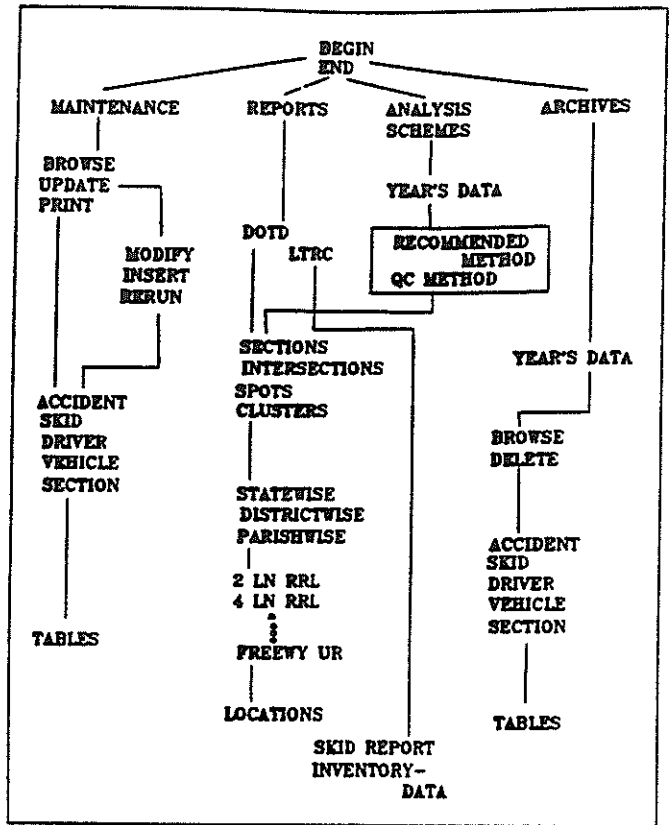 BEGIN
END
MAINTENANCE
REPORTS
ANALYSIS
SCHEMES
ARCHIVES
BROWSE
UPDATE
PRINT
MODIFY
INSERT
RERUN
ACCIDENT
SKID
DRIVER
VEHICLE
SECTION
TABLES
DOTD
LTRC
YEAR'S DATA
RECOMMENDED
METHOD
QC METHOD
SECTIONS
INTERSECTIONS
SPOTS
CLUSTERS
STATEWISE
DISTRICTWISE
PARISHWISE
2 LN RRL
4 LN RRL
FREEWY UR
LOCATIONS
SKID REPORT
INVENTORY-
DATA
YEAR'S DATA
BROWSE
DELETE
ACCIDENT
SKID
DRIVER
VEHICLE
SECTION
TABLES